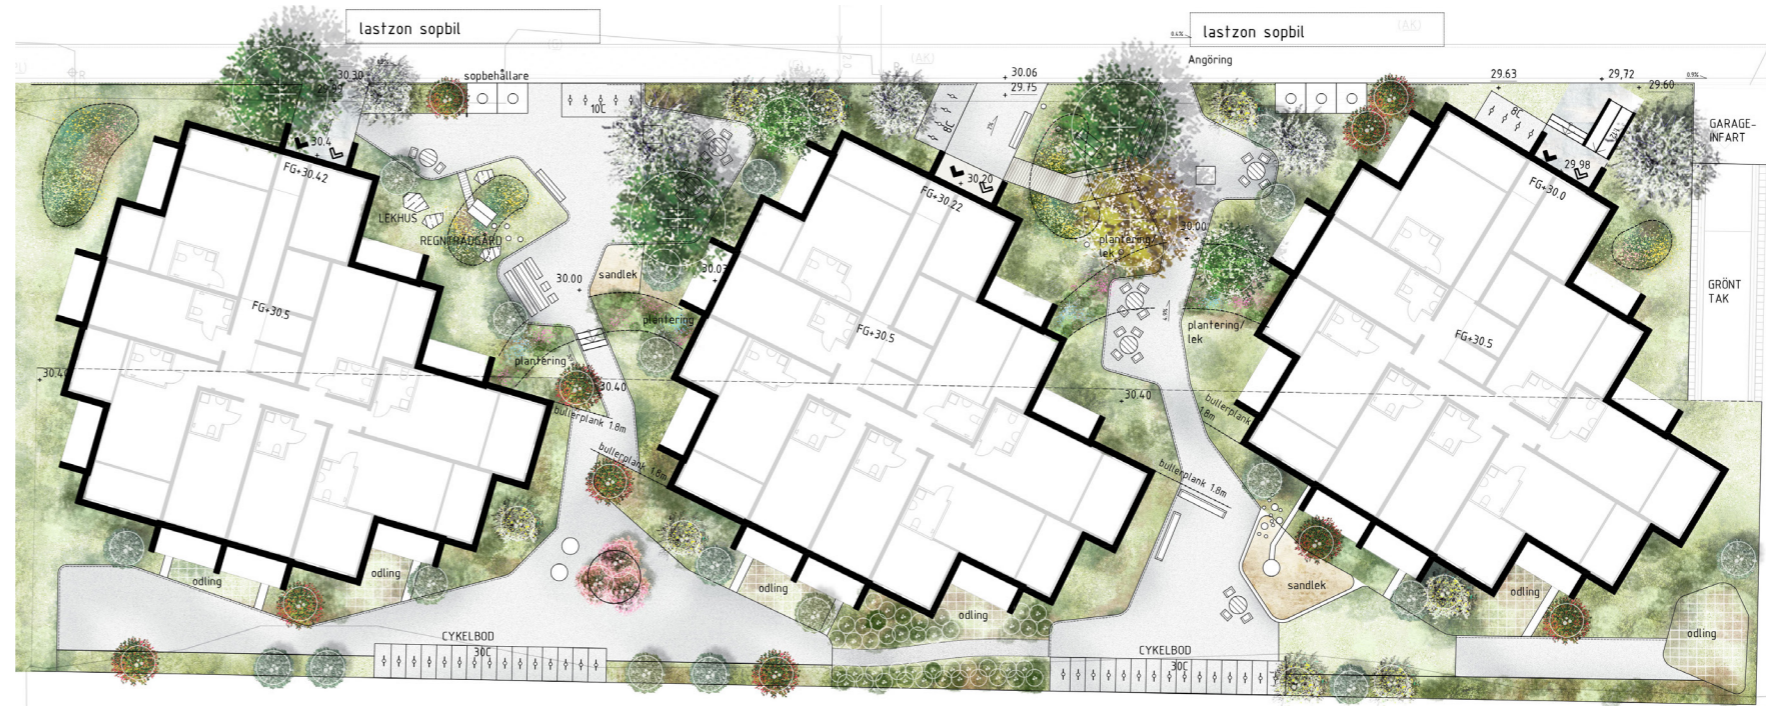 lastzon sopbil
lastzon sopbil
(AK)
(AK)
Angöring
sopbehållare
30.30
30.06
29.75
29.63
29,72
29.60
0.9%
10C
8C
8C
GARAGE-
INFART
30.4
FG+30.42
30.20
FG+30.22
29.98
FG+30.0
LEKHUS
REGNTRÄDGÅRD
30.00
sandlek
30.03
plantering/
lek
30.00
GRÖNT
TAK
FG+30.5
plantering
FG+30.5
plantering/
lek
FG+30.5
plantering
30.40
30.40
30.40
bullerplank 1.8m
bullerplank 1.8m
bullerplank
1.8m
bullerplank 1.8m
odling
odling
odling
odling
sandlek
odling
odling
CYKELBOD
30C
CYKELBOD
30C